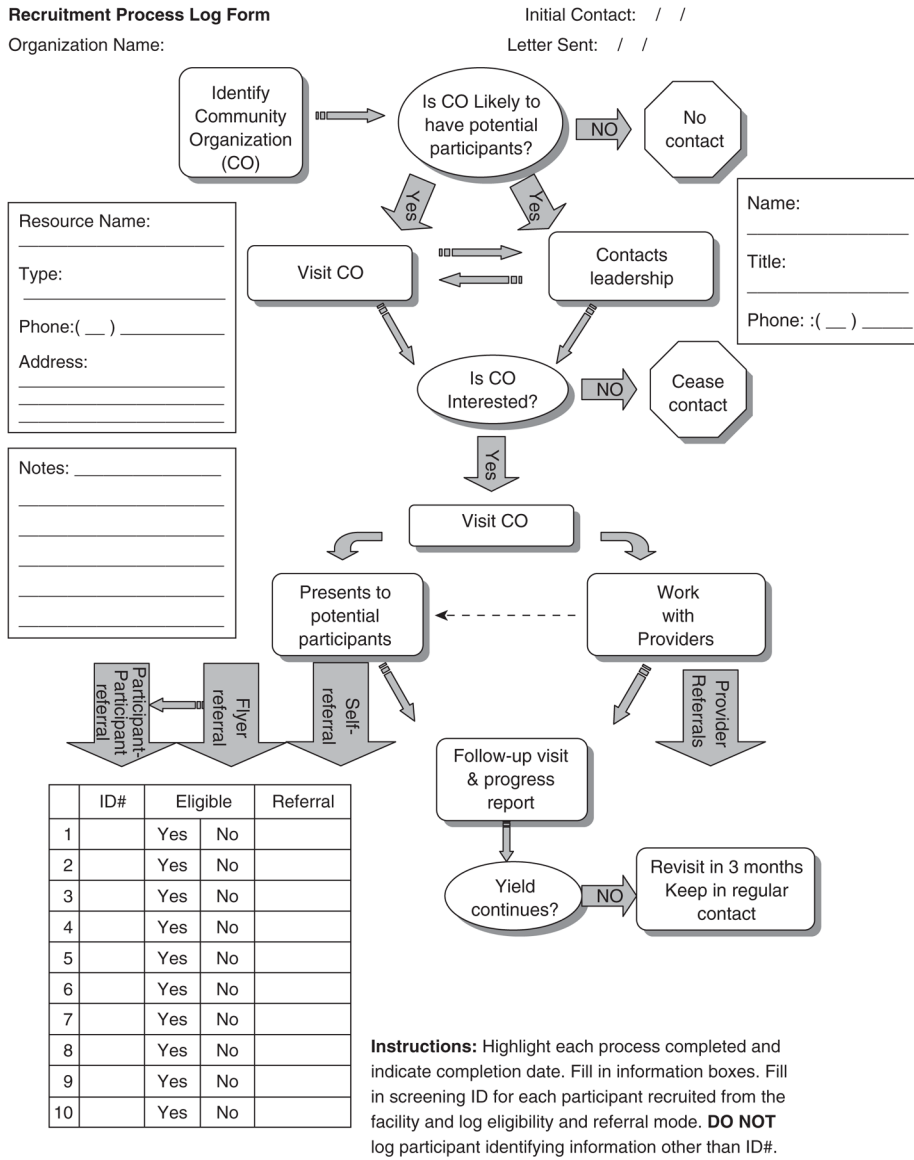 Recruitment Process Log Form
Initial Contact: / /
Organization Name:
Letter Sent: / /
Identify
Community
Organization
(CO)
Is CO Likely to
have potential
participants?
NO
No
contact
Yes
Yes
Resource Name:
Type:
Phone:( __ ) ___________
Address:
Visit CO
Contacts
leadership
Name:
Title:
Phone: :( __ ) _____
Is CO
Interested?
NO
Cease
contact
Yes
Notes: _______________
Visit CO
Presents to
potential
participants
Work
with
Providers
Participant-
Participant
referral
Flyer
referral
Self-
referral
Provider
Referrals
Follow-up visit
& progress
report
Yield
continues?
NO
Revisit in 3 months
Keep in regular
contact
ID# Eligible Referral
1 Yes No
2 Yes No
3 Yes No
4 Yes No
5 Yes No
6 Yes No
7 Yes No
8 Yes No
9 Yes No
10 Yes No
Instructions: Highlight each process completed and
indicate completion date. Fill in information boxes. Fill
in screening ID for each participant recruited from the
facility and log eligibility and referral mode. DO NOT
log participant identifying information other than ID#.